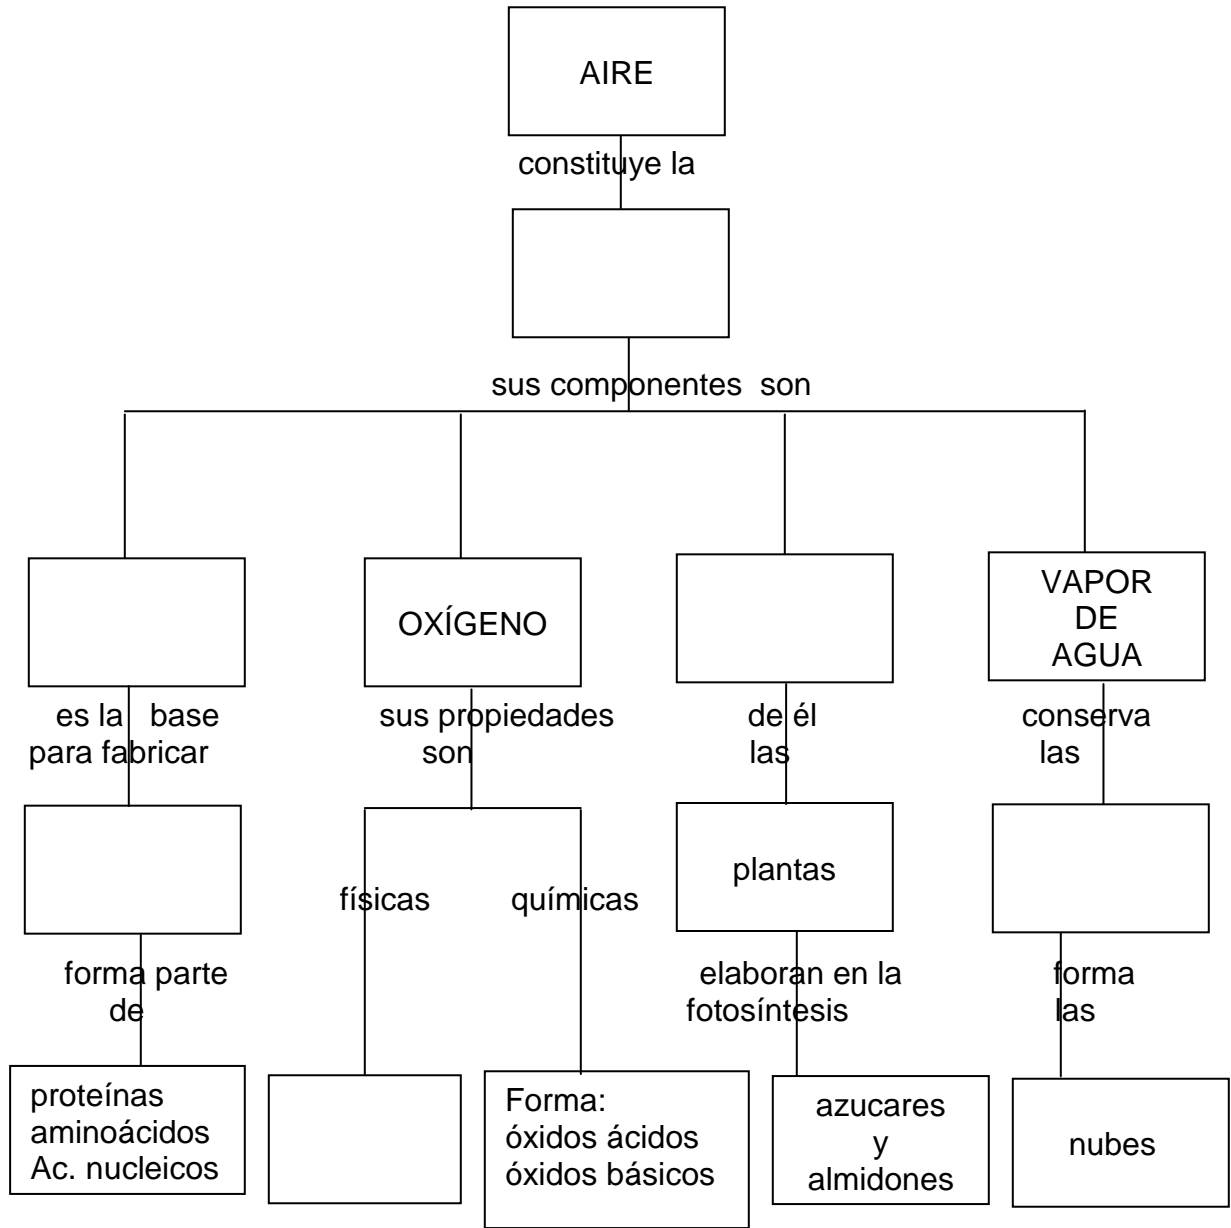 AIRE
constituye la
sus componentes son
OXÍGENO
VAPOR
DE
AGUA
es la base
para fabricar
sus propiedades
son
de él
las
conserva
las
físicas
químicas
plantas
forma parte
de
elaboran en la
fotosíntesis
forma
las
proteínas
aminoácidos
Ac. nucleicos
Forma:
óxidos ácidos
óxidos básicos
azucares
y
almidones
nubes